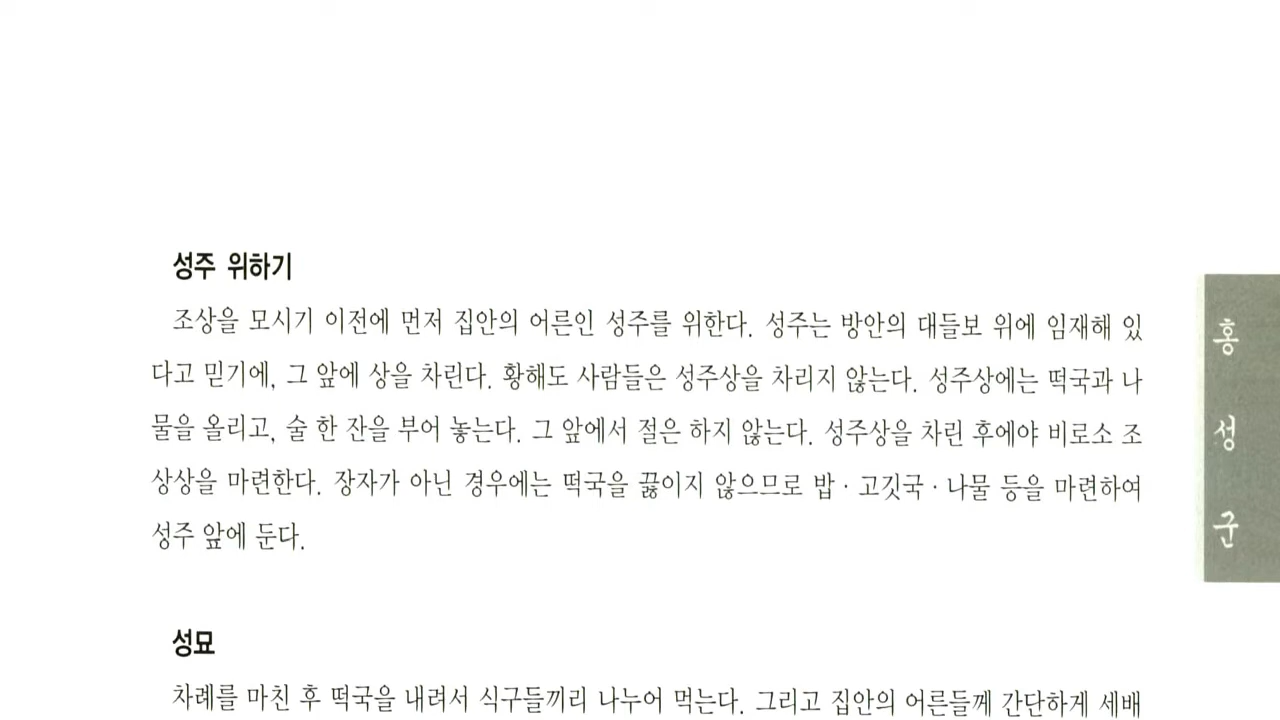 성주 위하기
조상을 모시기 이전에 먼저 집안의 어른인 성주를 위한다. 성주는 방안의 대들보 위에 임재해 있
다고 믿기에, 그 앞에 상을 차린다. 황해도 사람들은 성주상을 차리지 않는다. 성주상에는 떡국과 나
물을 올리고, 술 한 잔을 부어 놓는다. 그 앞에서 절은 하지 않는다. 성주상을 차린 후에야 비로소 조
상상을 마련한다. 장자가 아닌 경우에는 떡국을 끓이지 않으므로 밥·고깃국·나물 등을 마련하여
성주 앞에 둔다.
성묘
차례를 마친 후 떡국을 내려서 식구들끼리 나누어 먹는다. 그리고 집안의 어른들께 간단하게 세배
홍성군